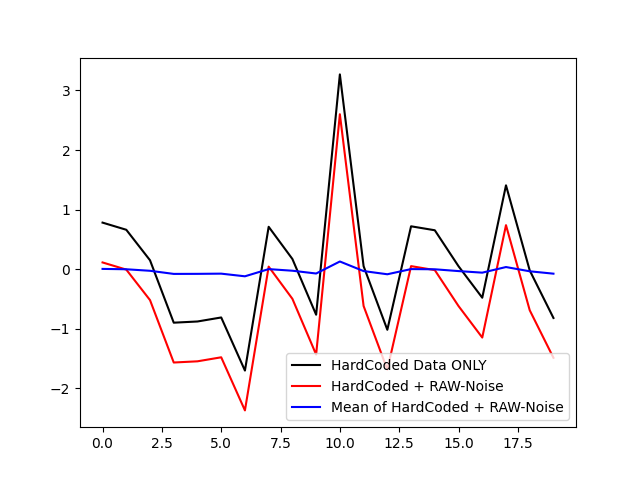 3
2
1
0
−1
−2
HardCoded Data ONLY
HardCoded + RAW-Noise
Mean of HardCoded + RAW-Noise
0.0 2.5 5.0 7.5 10.0 12.5 15.0 17.5